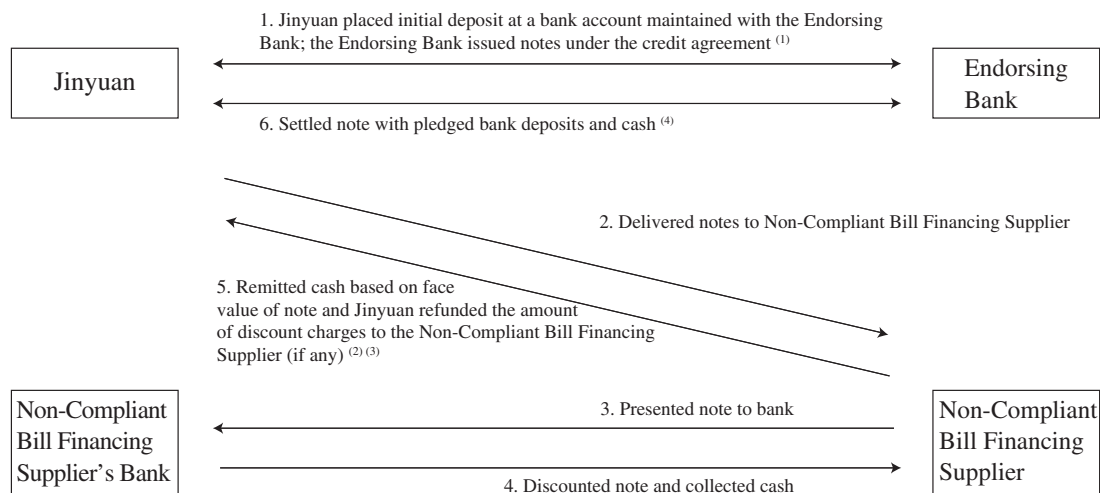 1. Jinyuan placed initial deposit at a bank account maintained with the Endorsing
Bank; the Endorsing Bank issued notes under the credit agreement (1)
Jinyuan
Endorsing
Bank
6. Settled note with pledged bank deposits and cash (4)
2. Delivered notes to Non-Compliant Bill Financing Supplier
5. Remitted cash based on face
value of note and Jinyuan refunded the amount
of discount charges to the Non-Compliant Bill Financing
Supplier (if any) (2) (3)
Non-Compliant
Bill Financing
Supplier’s Bank
3. Presented note to bank
4. Discounted note and collected cash
Non-Compliant
Bill Financing
Supplier